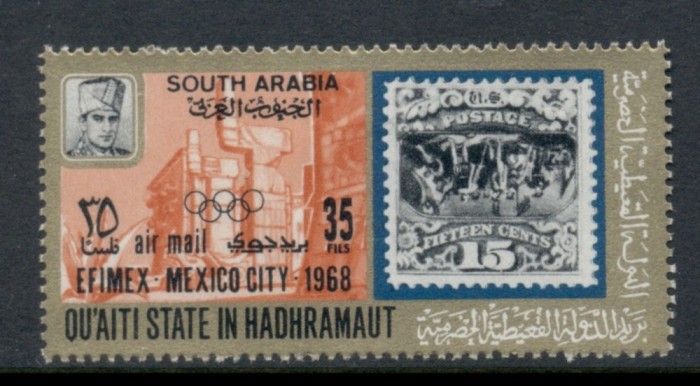 SOUTH ARABIA
الجنوب العربي
٣٥
فلسا
air mail
بريد جوي
35
FILS
EFIMEX · MEXICO CITY · 1968
QU'AITI STATE IN HADHRAMAUT
U.S.
POSTAGE
FIFTEEN CENTS
15
بريد الدولة القعيطية الحضرمية
الدولة القعيطية الحضرمية